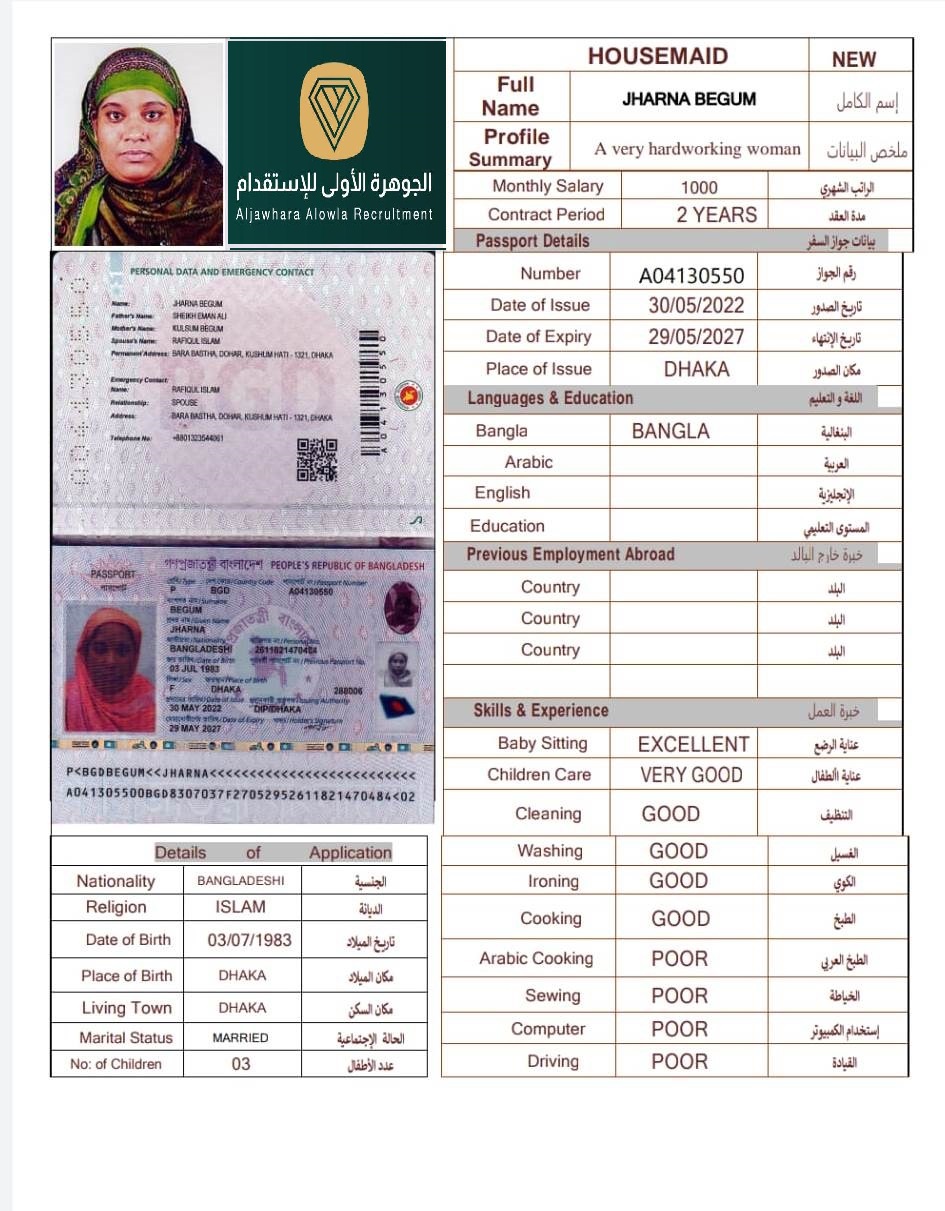 الجوهرة الأولى للإستقدام
Aljawhara Alowla Recrultment
HOUSEMAID NEW
Full Name JHARNA BEGUM إسم الكامل
Profile Summary A very hardworking woman ملخص البيانات
Monthly Salary 1000 الراتب الشهري
Contract Period 2 YEARS مدة العقد
Passport Details بيانات جواز السفر
Number A04130550 رقم الجواز
Date of Issue 30/05/2022 تاريخ الصدور
Date of Expiry 29/05/2027 تاريخ الإنتهاء
Place of Issue DHAKA مكان الصدور
Languages & Education اللغة و التعليم
Bangla BANGLA البنغالية
Arabic العربية
English الإنجليزية
Education المستوى التعليمي
Previous Employment Abroad خبرة خارج البالد
Country البلد
Country البلد
Country البلد
Skills & Experience خبرة العمل
Baby Sitting EXCELLENT عناية الرضع
Children Care VERY GOOD عناية األطفال
Cleaning GOOD التنظيف
Washing GOOD الغسيل
Ironing GOOD الكوي
Cooking GOOD الطبخ
Arabic Cooking POOR الطبخ العربي
Sewing POOR الخياطة
Computer POOR إستخدام الكمبيوتر
Driving POOR القيادة
PERSONAL DATA AND EMERGENCY CONTACT
Name: JHARNA BEGUM
Father's Name: SHEIKH EMAN ALI
Mother's Name: KULSUM BEGUM
Spouse's Name: RAFIQUL ISLAM
Permanent Address: BARA BASTHA, DOHAR, KUSHUM HATI - 1321, DHAKA
Emergency Contact:
Name: RAFIQUL ISLAM
Relationship: SPOUSE
Address: BARA BASTHA, DOHAR, KUSHUM HATI - 1321, DHAKA
Telephone No: +8801323544061
A04130550
BGD
গণপ্রজাতন্ত্রী বাংলাদেশ PEOPLE'S REPUBLIC OF BANGLADESH
PASSPORT
পাসপোর্ট
Type Country Code Passport Number
P BGD A04130550
Surname
BEGUM
Given Name
JHARNA
Nationality Personal No.
BANGLADESHI 2611821470484
Date of Birth Previous Passport No.
03 JUL 1983
Sex Place of Birth
F DHAKA 288006
Date of Issue Issuing Authority
30 MAY 2022 DIP/DHAKA
Date of Expiry Holder's Signature
29 MAY 2027
P<BGDBEGUM<<JHARNA<<<<<<<<<<<<<<<<<<<<<<<<<<
A041305500BGD8307037F27052952611821470484<02
Details of Application
Nationality BANGLADESHI الجنسية
Religion ISLAM الديانة
Date of Birth 03/07/1983 تاريخ الميلاد
Place of Birth DHAKA مكان الميلاد
Living Town DHAKA مكان السكن
Marital Status MARRIED الحالة الإجتماعية
No: of Children 03 عدد الأطفال